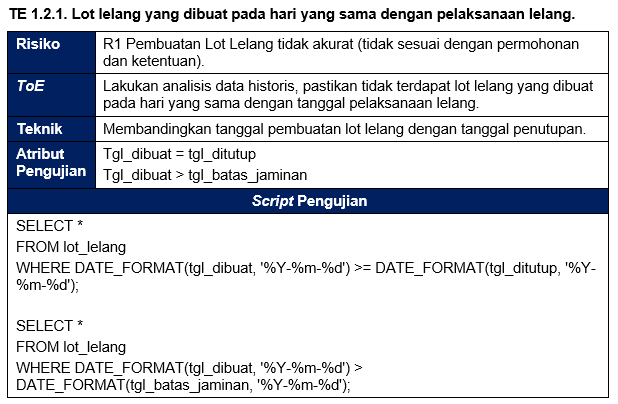 TE 1.2.1. Lot lelang yang dibuat pada hari yang sama dengan pelaksanaan lelang.
Risiko
R1 Pembuatan Lot Lelang tidak akurat (tidak sesuai dengan permohonan
dan ketentuan).
ToE
Lakukan analisis data historis, pastikan tidak terdapat lot lelang yang dibuat
pada hari yang sama dengan tanggal pelaksanaan lelang.
Teknik
Membandingkan tanggal pembuatan lot lelang dengan tanggal penutupan.
Atribut
Pengujian
Tgl_dibuat = tgl_ditutup
Tgl_dibuat > tgl_batas_jaminan
Script Pengujian
SELECT *
FROM lot_lelang
WHERE DATE_FORMAT(tgl_dibuat, '%Y-%m-%d') >= DATE_FORMAT(tgl_ditutup, '%Y-
%m-%d');
SELECT *
FROM lot_lelang
WHERE DATE_FORMAT(tgl_dibuat, '%Y-%m-%d') >
DATE_FORMAT(tgl_batas_jaminan, '%Y-%m-%d');